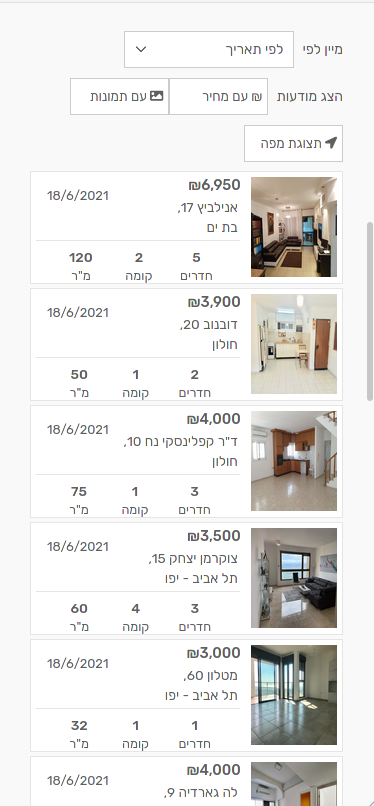 מיין לפי
לפי תאריך
הצג מודעות
₪ עם מחיר
עם תמונות
תצוגת מפה
₪6,950
18/6/2021
אנילביץ 17,
בת ים
5 2 120
חדרים קומה מ"ר
₪3,900
18/6/2021
דובנוב 20,
חולון
2 1 50
חדרים קומה מ"ר
₪4,000
18/6/2021
ד"ר קפלינסקי נח 10,
חולון
3 1 75
חדרים קומה מ"ר
₪3,500
18/6/2021
צוקרמן יצחק 15,
תל אביב - יפו
3 4 60
חדרים קומה מ"ר
₪3,000
18/6/2021
מטלון 60,
תל אביב - יפו
1 1 32
חדרים קומה מ"ר
₪4,000
18/6/2021
לה גארדיה 9,